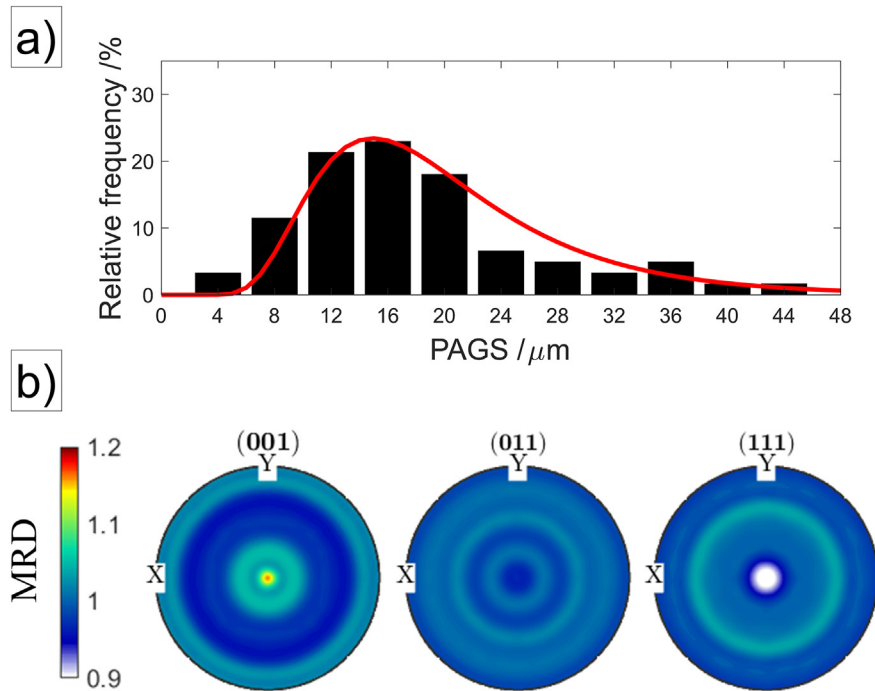 a)
Relative frequency /%
30
20
10
0
0 4 8 12 16 20 24 28 32 36 40 44 48
PAGS /μm
b)
MRD
1.2
1.1
1
0.9
(001) (011) (111)
Y Y Y
X X X